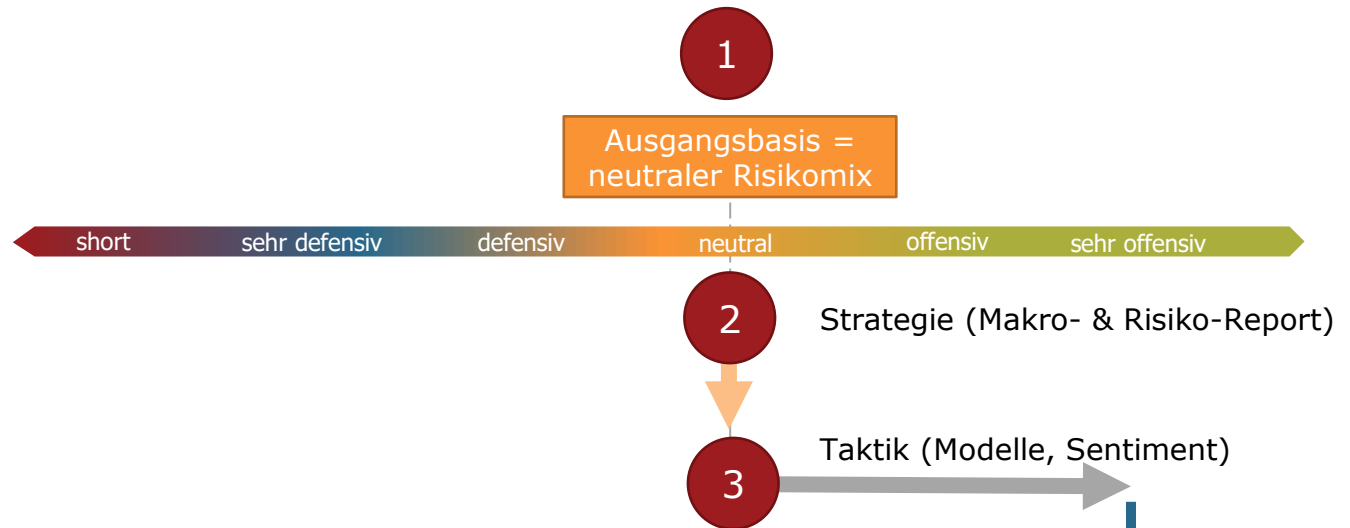 1
Ausgangsbasis =
neutraler Risikomix
short sehr defensiv defensiv neutral offensiv sehr offensiv
2 Strategie (Makro- & Risiko-Report)
Taktik (Modelle, Sentiment)
3